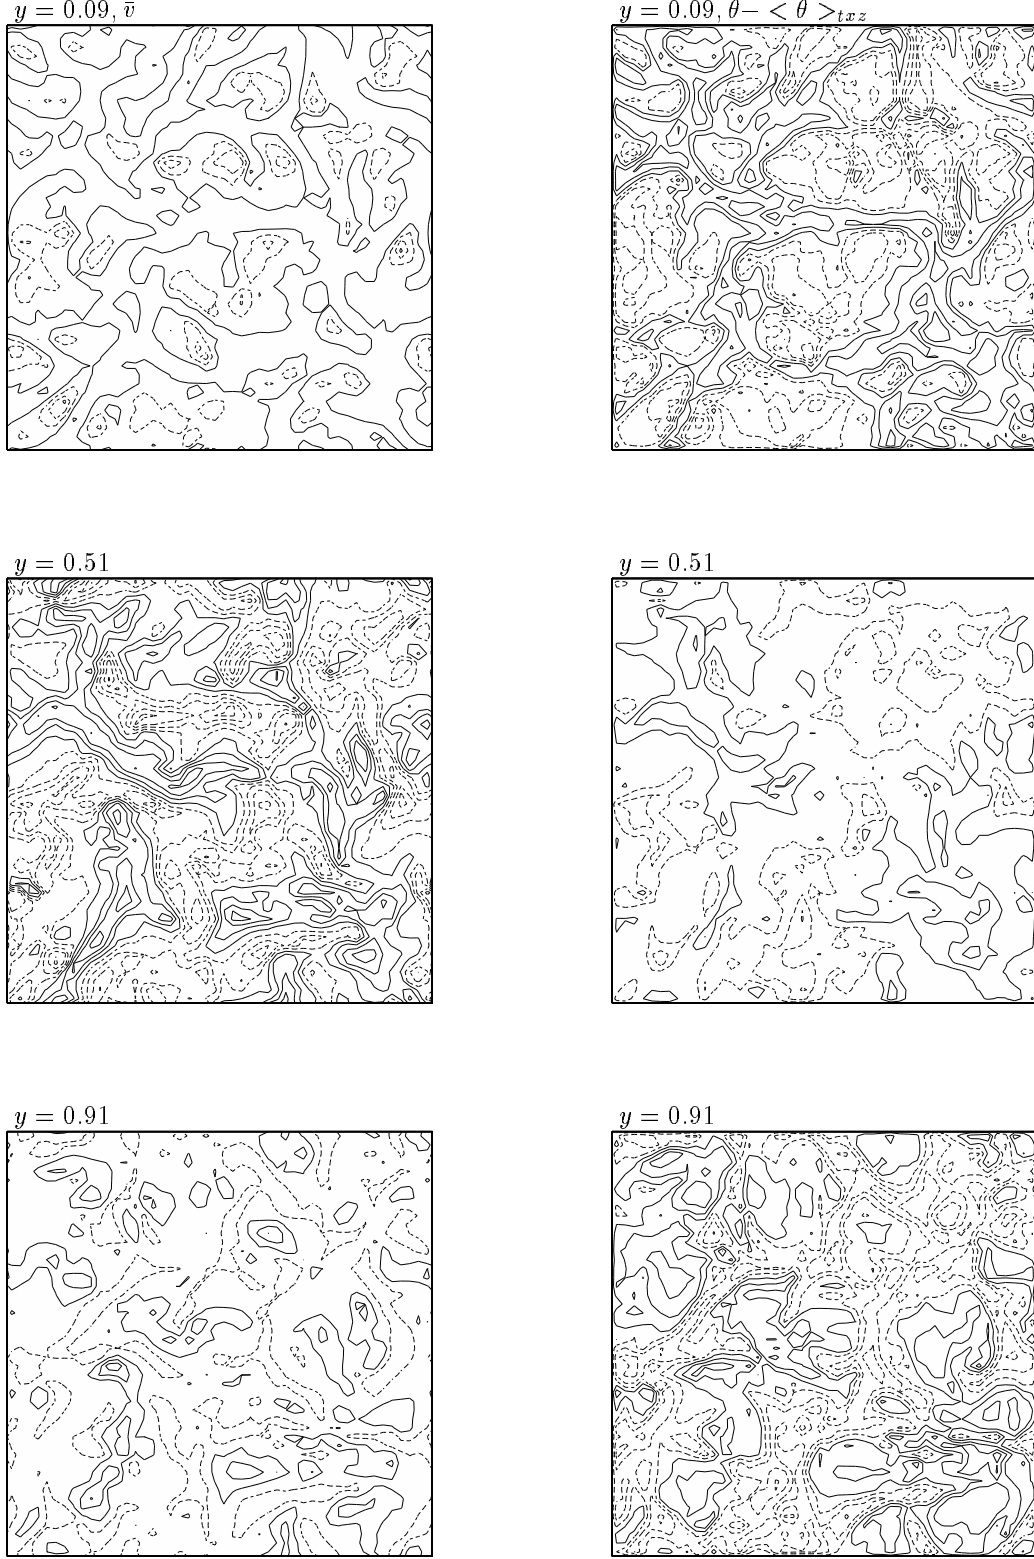 y = 0.09, v̄
y = 0.09, θ− < θ >txz
y = 0.51
y = 0.51
y = 0.91
y = 0.91